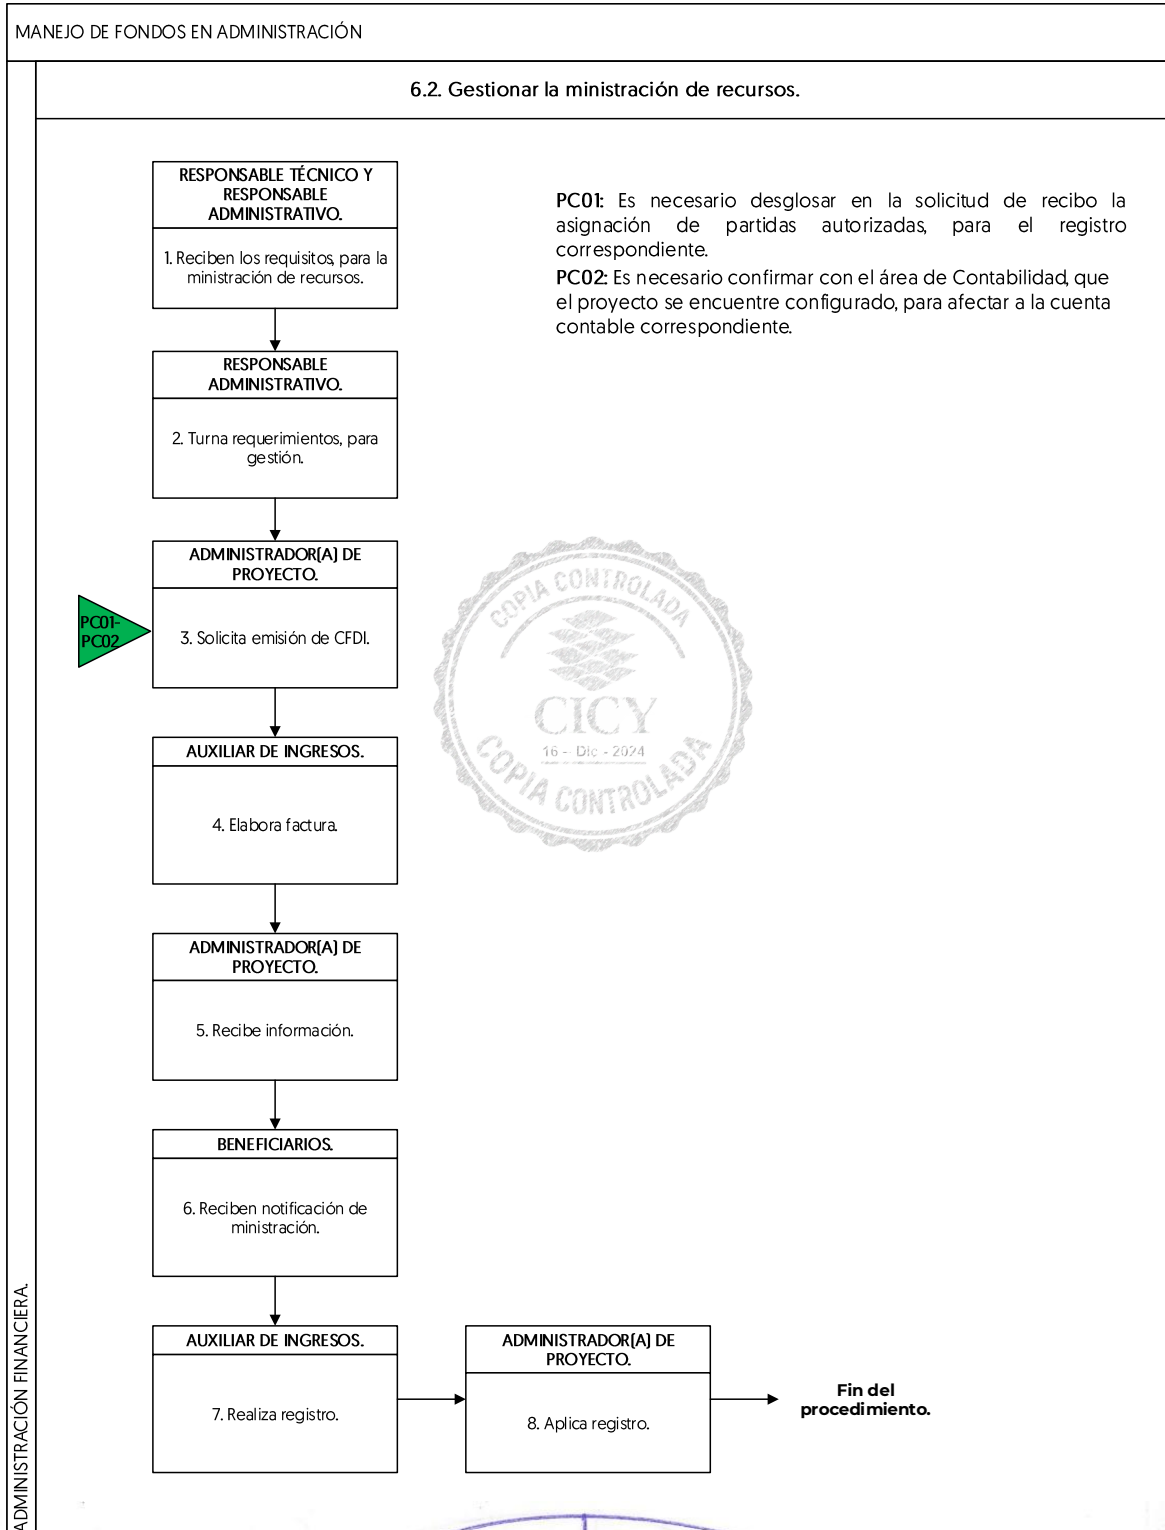 MANEJO DE FONDOS EN ADMINISTRACIÓN
6.2. Gestionar la ministración de recursos.
RESPONSABLE TÉCNICO Y
RESPONSABLE
ADMINISTRATIVO.
1. Reciben los requisitos, para la
ministración de recursos.
PC01: Es necesario desglosar en la solicitud de recibo la
asignación de partidas autorizadas, para el registro
correspondiente.
PC02: Es necesario confirmar con el área de Contabilidad, que
el proyecto se encuentre configurado, para afectar a la cuenta
contable correspondiente.
RESPONSABLE
ADMINISTRATIVO.
2. Turna requerimientos, para
gestión.
ADMINISTRADOR(A) DE
PROYECTO.
PC01-
PC02
3. Solicita emisión de CFDI.
COPIA CONTROLADA
CICY
16 - Dic - 2024
COPIA CONTROLADA
AUXILIAR DE INGRESOS.
4. Elabora factura.
ADMINISTRADOR(A) DE
PROYECTO.
5. Recibe información.
BENEFICIARIOS.
6. Reciben notificación de
ministración.
AUXILIAR DE INGRESOS.
7. Realiza registro.
ADMINISTRADOR(A) DE
PROYECTO.
8. Aplica registro.
Fin del
procedimiento.
ADMINISTRACIÓN FINANCIERA.